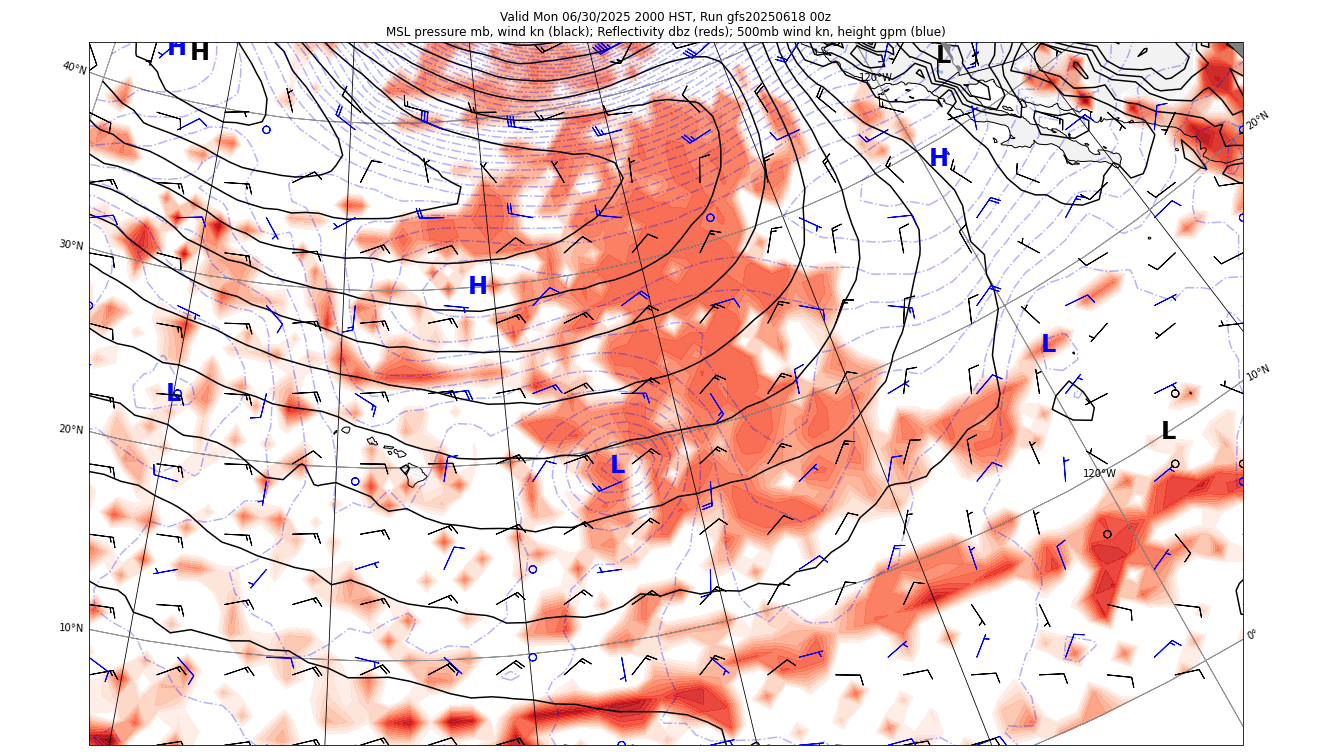 Valid Mon 06/30/2025 2000 HST, Run gfs20250618 00z
MSL pressure mb, wind kn (black); Reflectivity dbz (reds); 500mb wind kn, height gpm (blue)
H H
L
40°N
120°W
20°N
H
30°N
H
L
10°N
L
L
20°N
L
120°W
10°N
0°